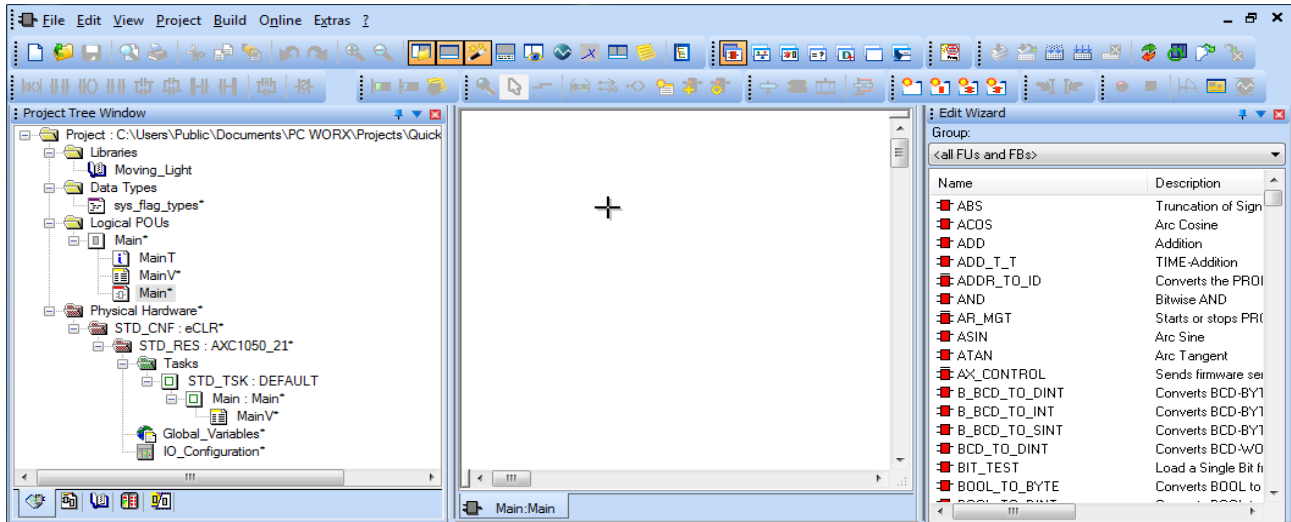 File Edit View Project Build Online Extras ?
Project Tree Window
Project : C:\Users\Public\Documents\PC WORX\Projects\Quick
Libraries
Moving_Light
Data Types
sys_flag_types*
Logical POUs
Main*
MainT
MainV*
Main*
Physical Hardware*
STD_CNF : eCLR*
STD_RES : AXC1050_21*
Tasks
STD_TSK : DEFAULT
Main : Main*
MainV*
Global_Variables*
IO_Configuration*
Main:Main
Edit Wizard
Group:
<all FUs and FBs>
Name Description
ABS Truncation of Sign
ACOS Arc Cosine
ADD Addition
ADD_T_T TIME-Addition
ADDR_TO_ID Converts the PROI
AND Bitwise AND
AR_MGT Starts or stops PR
ASIN Arc Sine
ATAN Arc Tangent
AX_CONTROL Sends firmware ser
B_BCD_TO_DINT Converts BCD-BYT
B_BCD_TO_INT Converts BCD-BYT
B_BCD_TO_SINT Converts BCD-BYT
BCD_TO_DINT Converts BCD-WO
BIT_TEST Load a Single Bit
BOOL_TO_BYTE Converts BOOL to